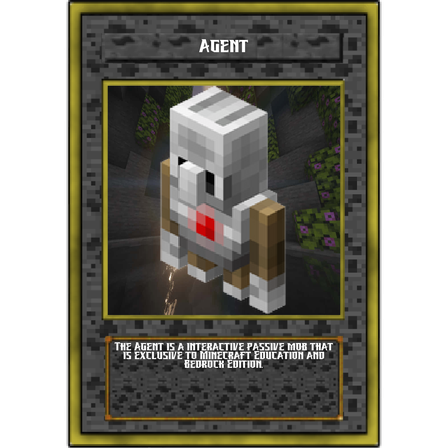 Agent
The Agent is a interactive passive mob that
is exclusive to Minecraft Education and
Bedrock Edition.